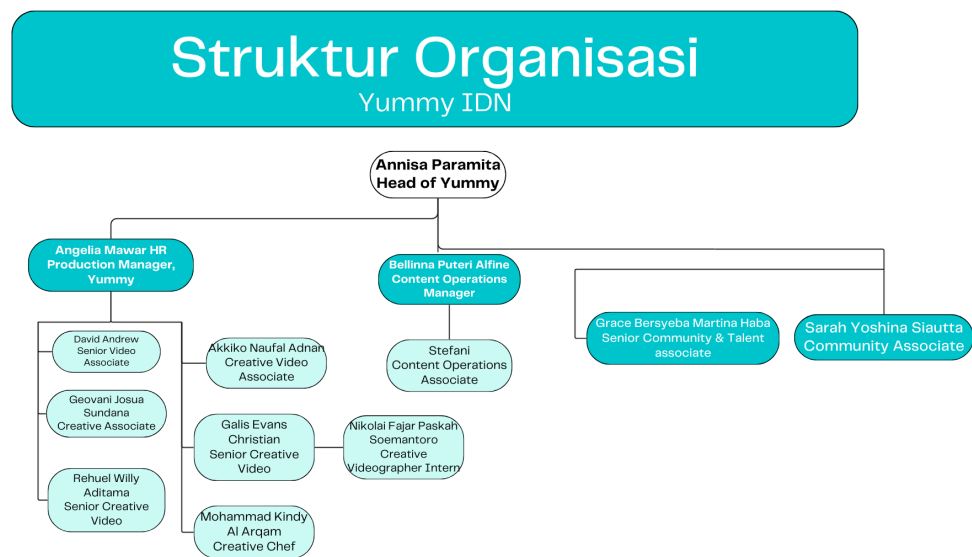 Struktur Organisasi
Yummy IDN
Annisa Paramita
Head of Yummy
Angelia Mawar HR
Production Manager,
Yummy
Bellinna Puteri Alfine
Content Operations
Manager
Grace Bersyeba Martina Haba
Senior Community & Talent
associate
Sarah Yoshina Siautta
Community Associate
David Andrew
Senior Video
Associate
Akkiko Naufal Adnan
Creative Video
Associate
Stefani
Content Operations
Associate
Geovani Josua
Sundana
Creative Associate
Galis Evans
Christian
Senior Creative
Video
Nikolai Fajar Paskah
Soemantoro
Creative
Videographer Intern
Rehuel Willy
Aditama
Senior Creative
Video
Mohammad Kindy
Al Arqam
Creative Chef